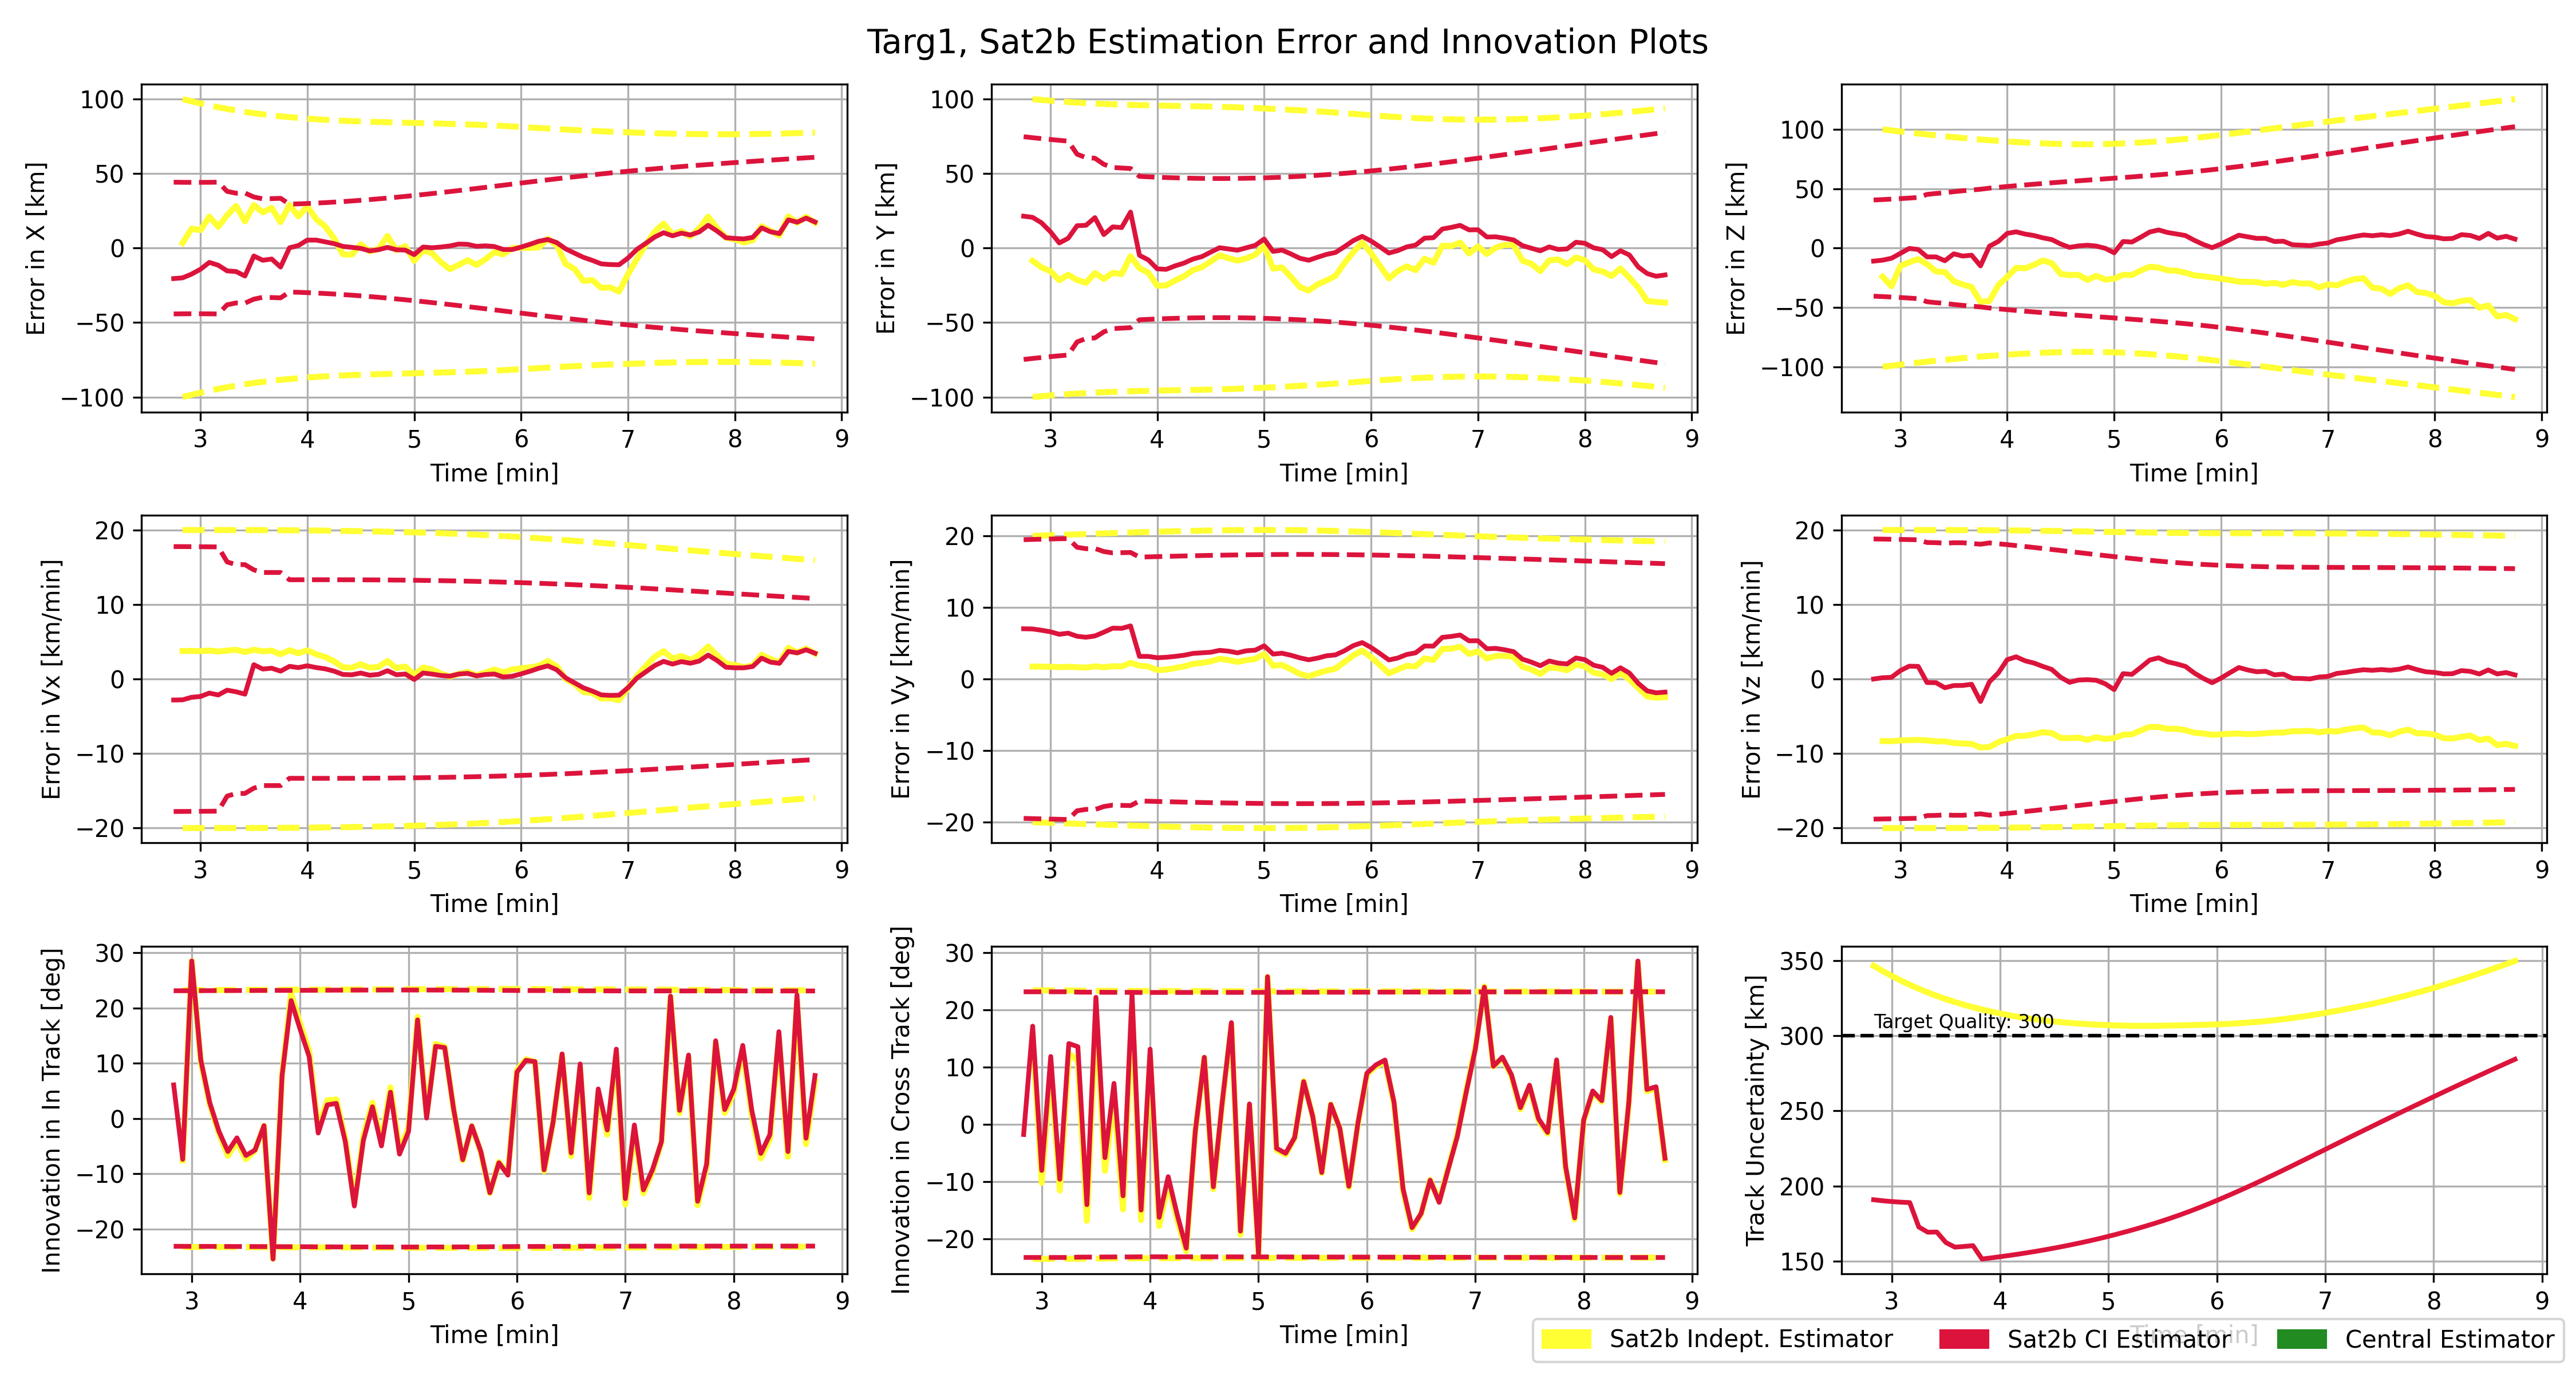 Targ1, Sat2b Estimation Error and Innovation Plots
Error in X [km]
100
50
0
−50
−100
3 4 5 6 7 8 9
Time [min]
Error in Y [km]
100
50
0
−50
−100
3 4 5 6 7 8 9
Time [min]
Error in Z [km]
100
50
0
−50
−100
3 4 5 6 7 8 9
Time [min]
Error in Vx [km/min]
20
10
0
−10
−20
3 4 5 6 7 8 9
Time [min]
Error in Vy [km/min]
20
10
0
−10
−20
3 4 5 6 7 8 9
Time [min]
Error in Vz [km/min]
20
10
0
−10
−20
3 4 5 6 7 8 9
Time [min]
Innovation in In Track [deg]
30
20
10
0
−10
−20
3 4 5 6 7 8 9
Time [min]
Innovation in Cross Track [deg]
30
20
10
0
−10
−20
3 4 5 6 7 8 9
Time [min]
Track Uncertainty [km]
350
300
250
200
150
Target Quality: 300
3 4 5 6 7 8 9
Time [min]
Sat2b Indept. Estimator Sat2b CI Estimator Central Estimator